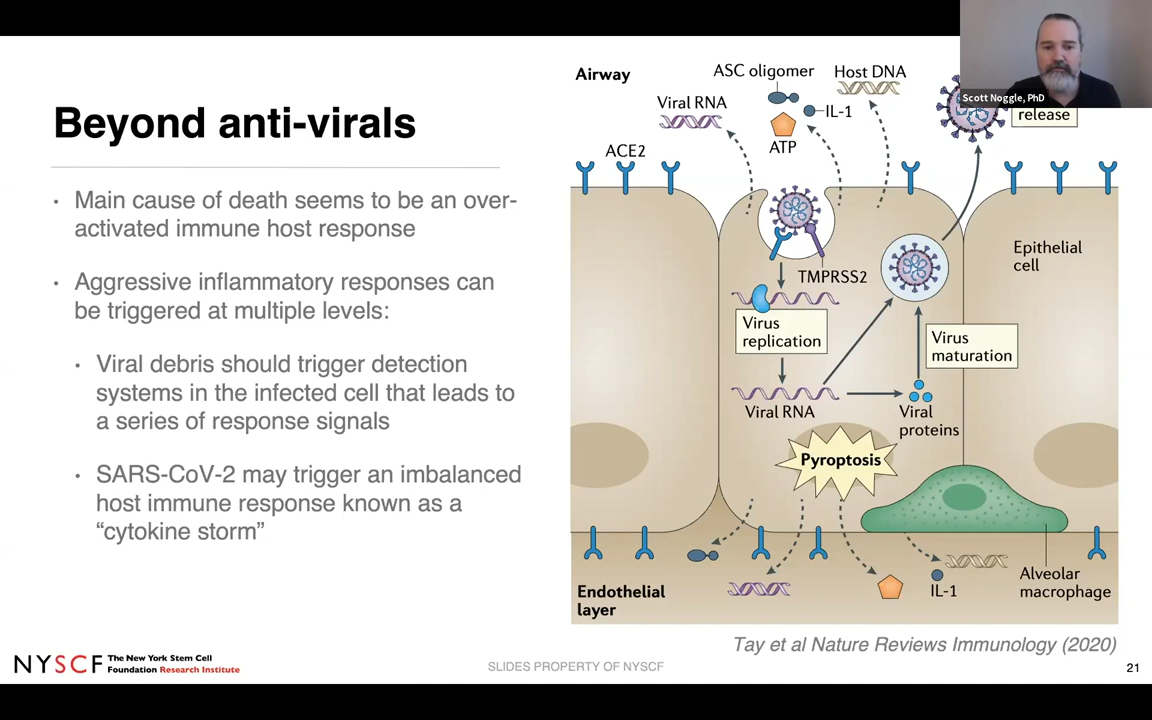 Beyond anti-virals
• Main cause of death seems to be an over-
activated immune host response
• Aggressive inflammatory responses can
be triggered at multiple levels:
• Viral debris should trigger detection
systems in the infected cell that leads to
a series of response signals
• SARS-CoV-2 may trigger an imbalanced
host immune response known as a
“cytokine storm”
Airway
ASC oligomer
Host DNA
Viral RNA
IL-1
ATP
ACE2
Scott Noggle, PhD
release
Epithelial
cell
TMPRSS2
Virus
replication
Virus
maturation
Viral RNA
Viral
proteins
Pyroptosis
Endothelial
layer
IL-1
Alveolar
macrophage
Tay et al Nature Reviews Immunology (2020)
NYSCF The New York Stem Cell
Foundation Research Institute
SLIDES PROPERTY OF NYSCF
21